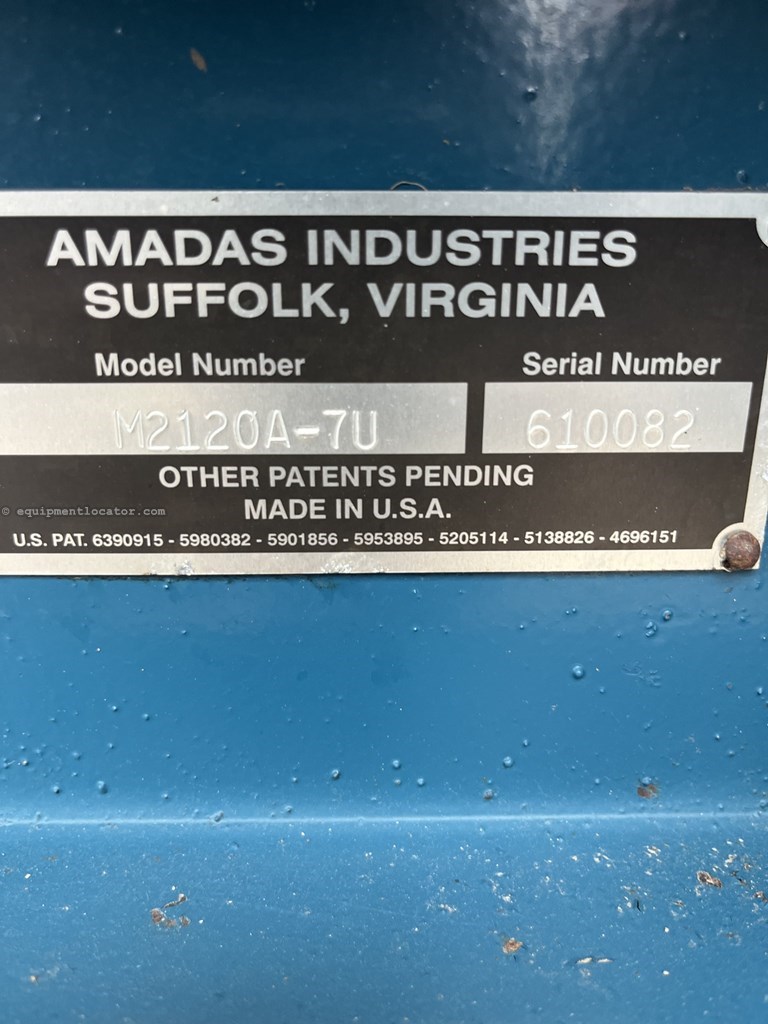 AMADAS INDUSTRIES
SUFFOLK, VIRGINIA
Model Number Serial Number
M2120A-7U 610082
OTHER PATENTS PENDING
© equipmentlocator.com
MADE IN U.S.A.
U.S. PAT. 6390915 - 5980382 - 5901856 - 5953895 - 5205114 - 5138826 - 4696151